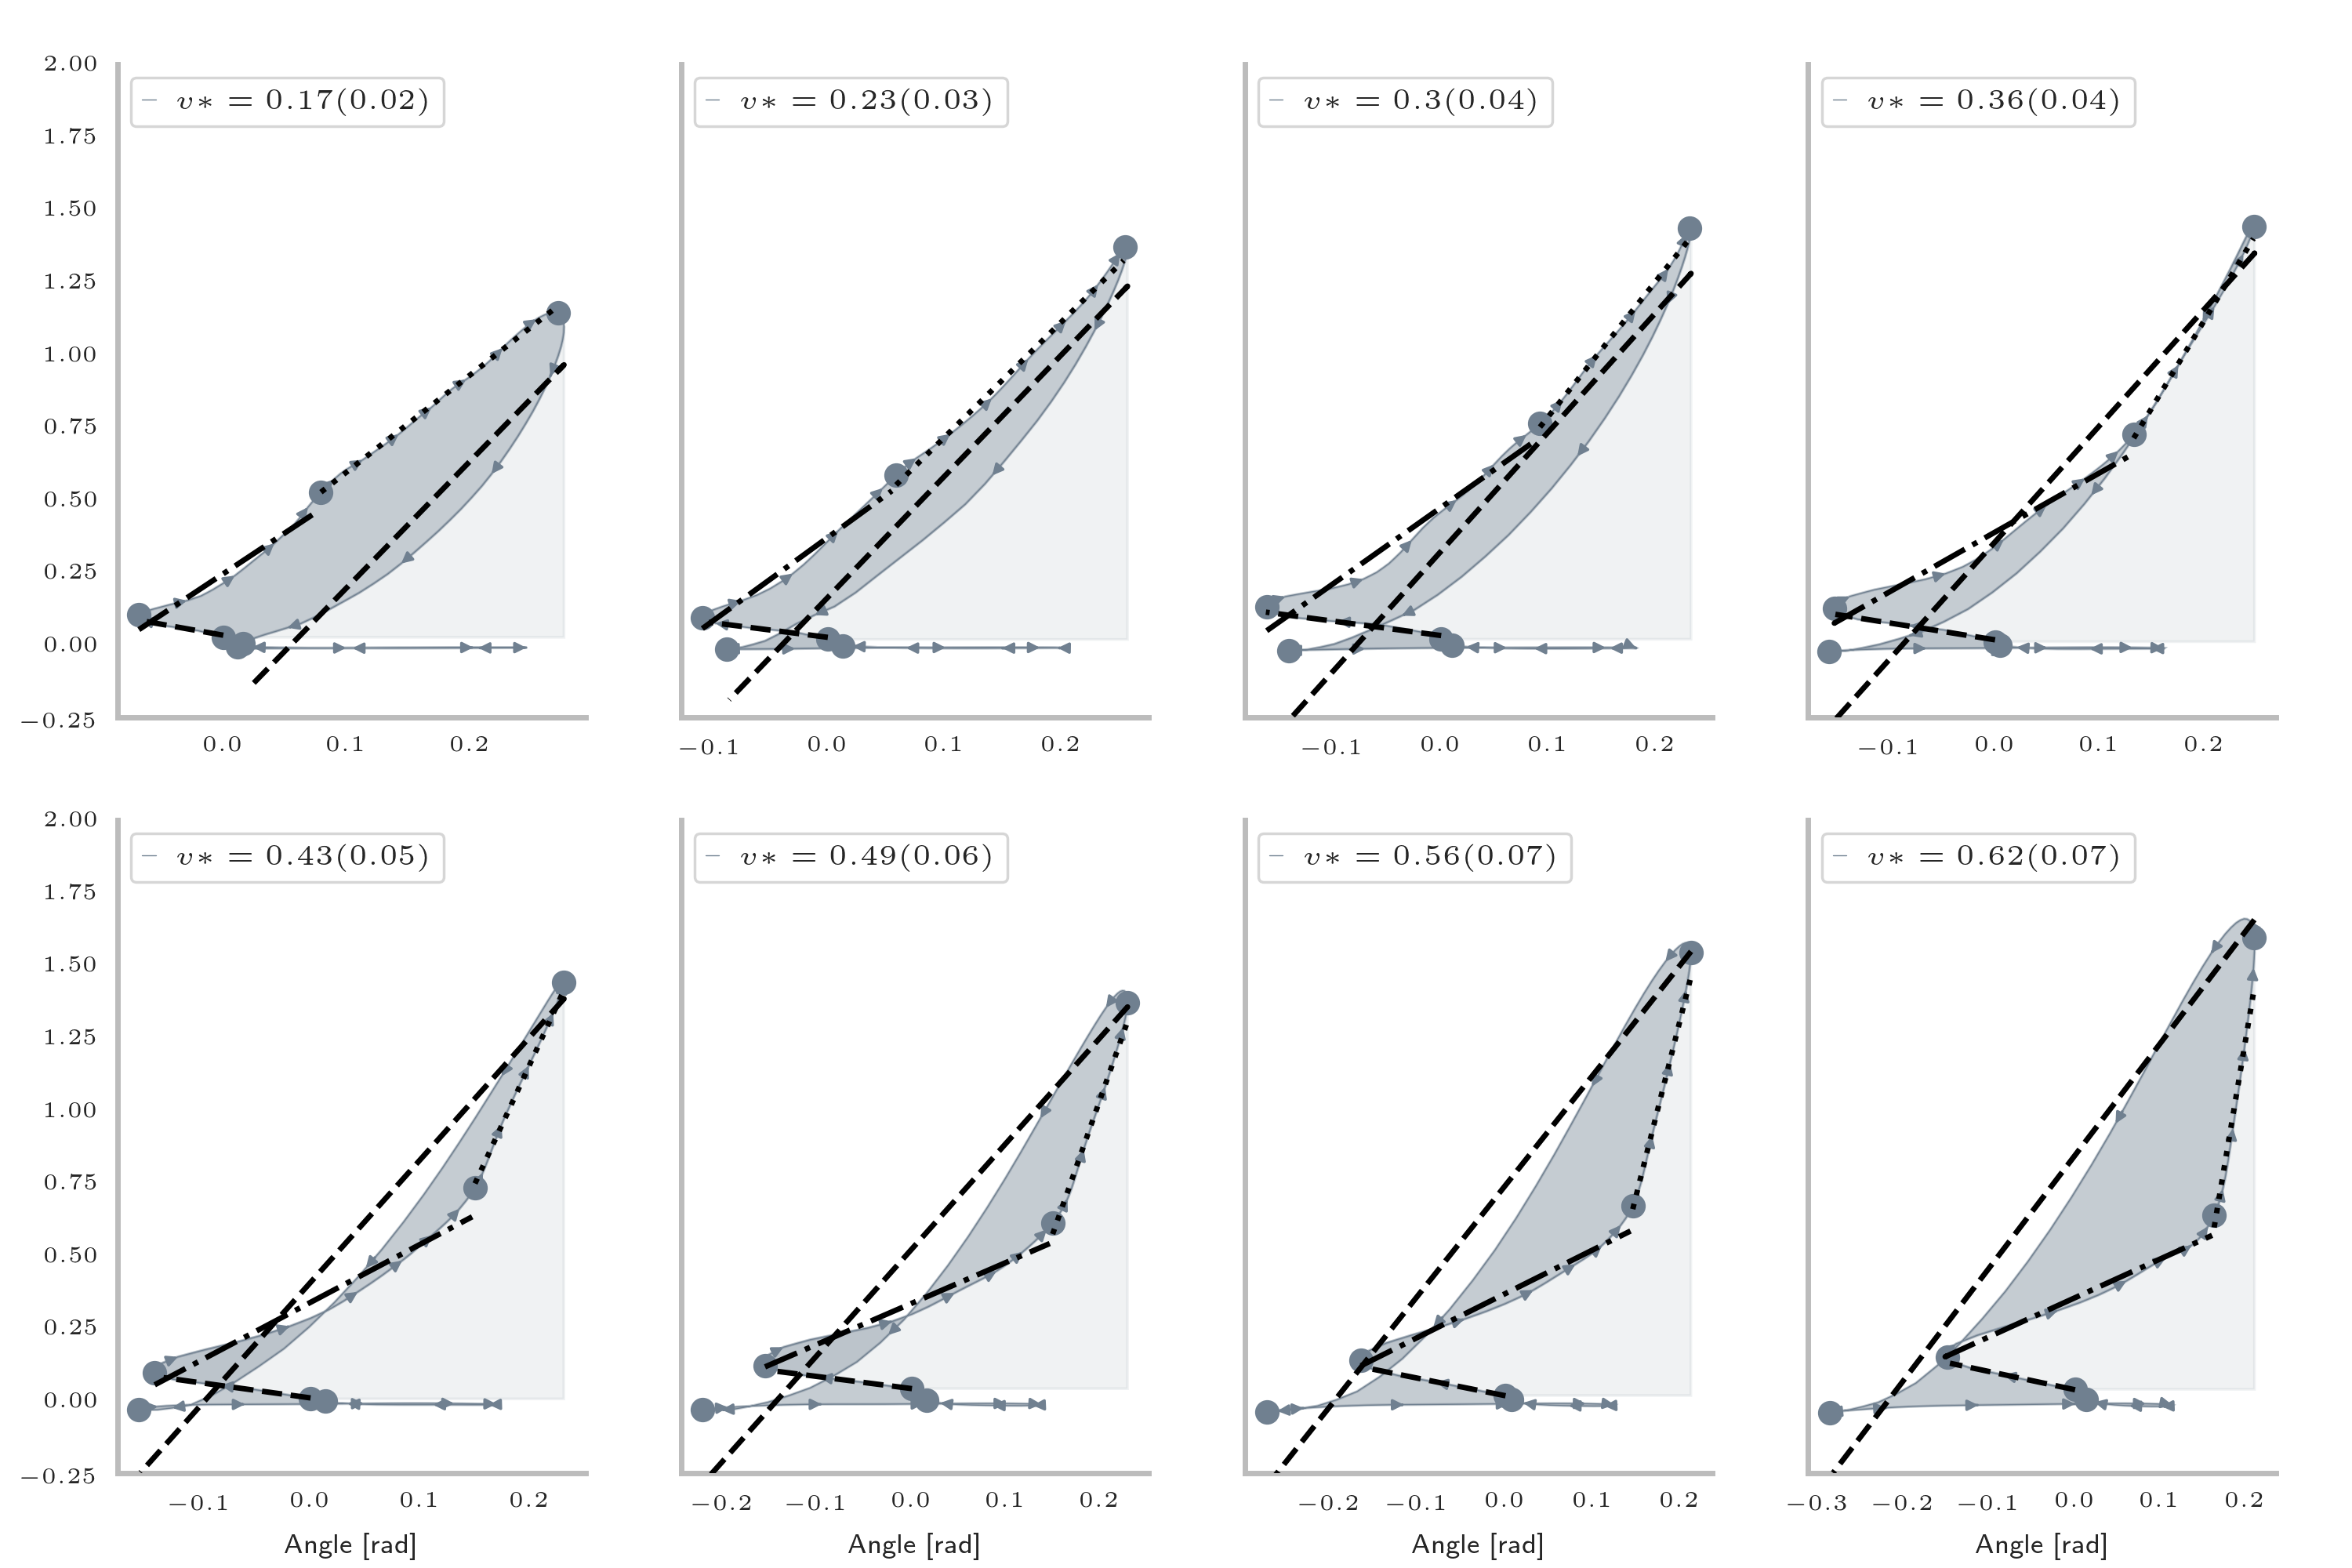 2.00
1.75
1.50
1.25
1.00
0.75
0.50
0.25
0.00
−0.25
v∗ = 0.17(0.02)
0.0 0.1 0.2
v∗ = 0.23(0.03)
−0.1 0.0 0.1 0.2
v∗ = 0.3(0.04)
−0.1 0.0 0.1 0.2
v∗ = 0.36(0.04)
−0.1 0.0 0.1 0.2
2.00
1.75
1.50
1.25
1.00
0.75
0.50
0.25
0.00
−0.25
v∗ = 0.43(0.05)
−0.1 0.0 0.1 0.2
Angle [rad]
v∗ = 0.49(0.06)
−0.2 −0.1 0.0 0.1 0.2
Angle [rad]
v∗ = 0.56(0.07)
−0.2 −0.1 0.0 0.1 0.2
Angle [rad]
v∗ = 0.62(0.07)
−0.3 −0.2 −0.1 0.0 0.1 0.2
Angle [rad]